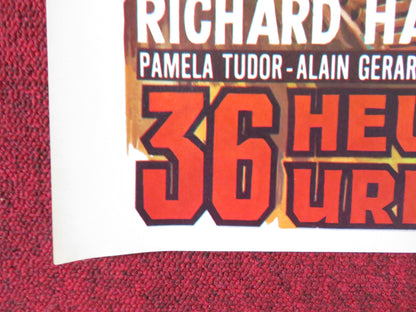 RICHARD HA
PAMELA TUDOR - ALAIN GERAR
36 HEU
URI